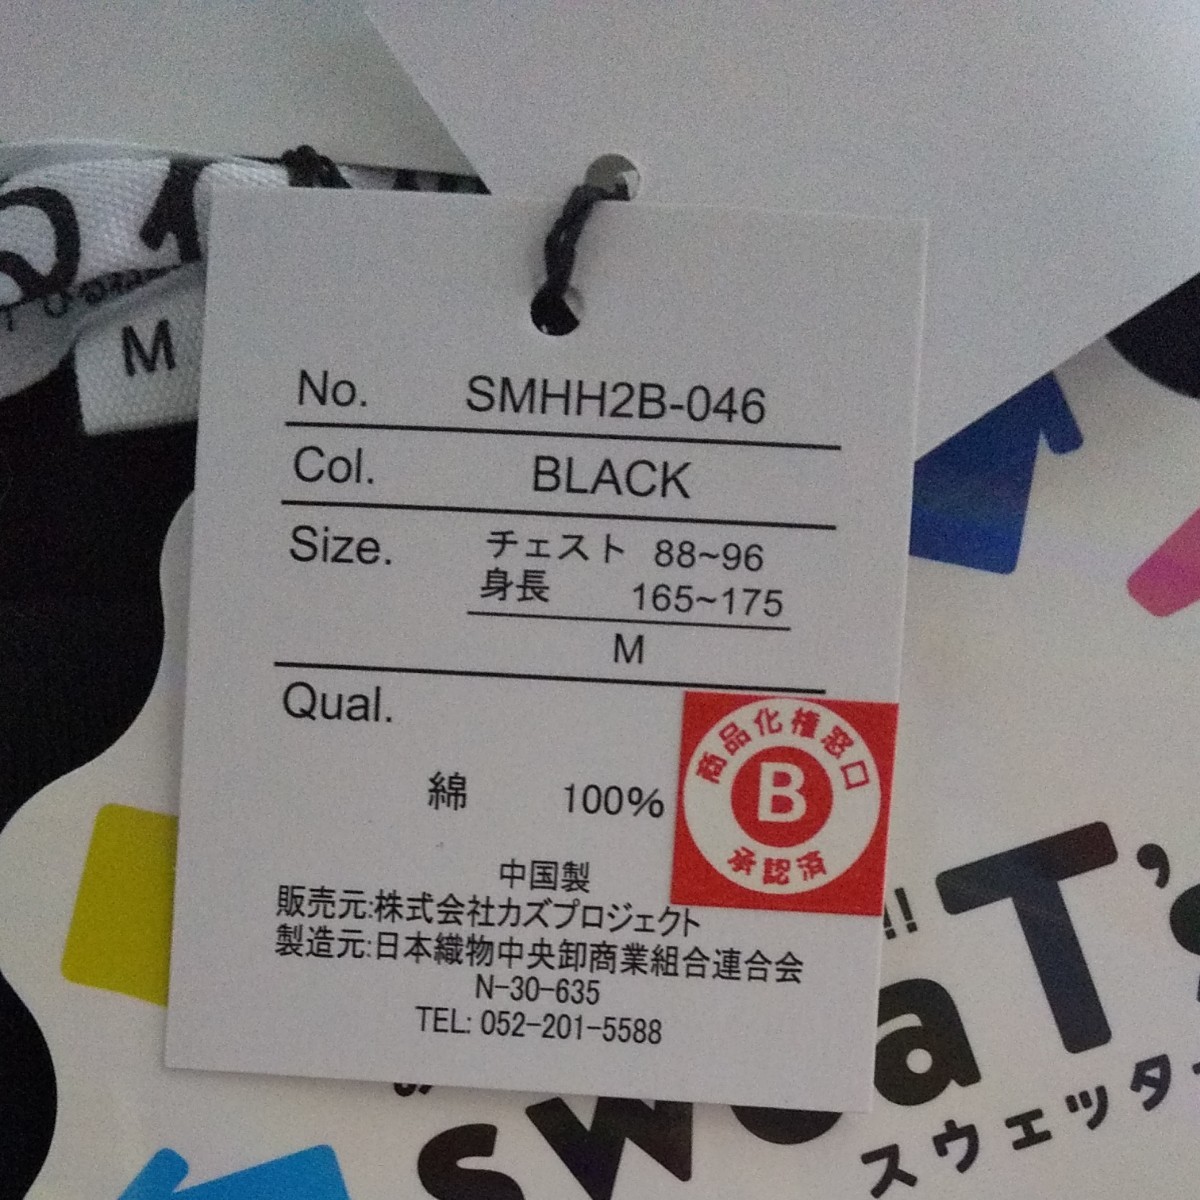 M
No. SMHH2B-046
Col. BLACK
Size. チェスト 88~96
身長 165~175
M
Qual.
綿 100%
商品化権窓口
B
承認済
中国製
販売元:株式会社カズプロジェクト
製造元:日本織物中央卸商業組合連合会
N-30-635
TEL: 052-201-5588
!!
sweaT's
スウェッター